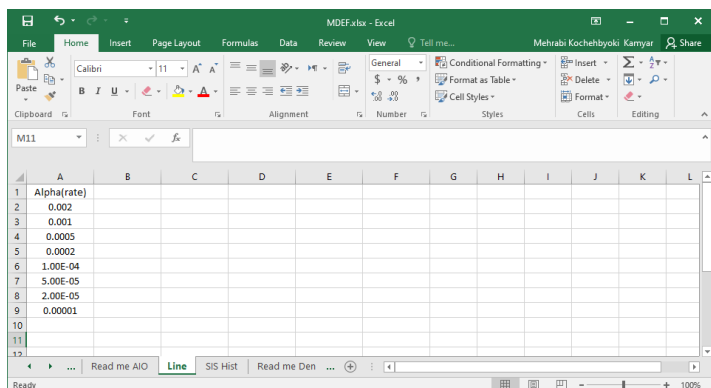 MDEF.xlsx - Excel
File Home Insert Page Layout Formulas Data Review View Tell me... Mehrabi Kochehbyoki Kamyar Share
Paste
Calibri 11 A A
B I U A
General
$ % ,
Conditional Formatting
Format as Table
Cell Styles
Insert
Delete
Format
Clipboard Font Alignment Number Styles Cells Editing
M11 fx
A B C D E F G H I J K L
1 Alpha(rate)
2 0.002
3 0.001
4 0.0005
5 0.0002
6 1.00E-04
7 5.00E-05
8 2.00E-05
9 0.00001
10
11
12
... Read me AIO Line SIS Hist Read me Den ...
Ready 100%